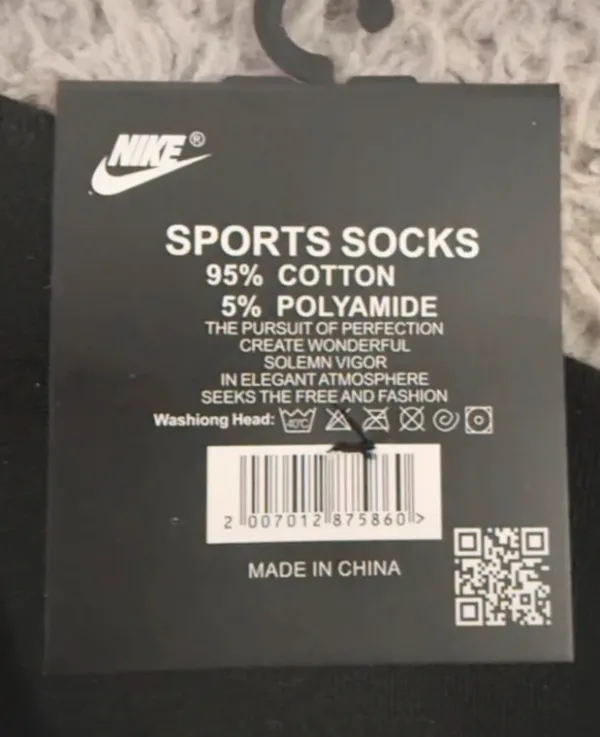 NIKE®
SPORTS SOCKS
95% COTTON
5% POLYAMIDE
THE PURSUIT OF PERFECTION
CREATE WONDERFUL
SOLEMN VIGOR
IN ELEGANT ATMOSPHERE
SEEKS THE FREE AND FASHION
Washiong Head: 40°C
2 007012 875860 >
MADE IN CHINA